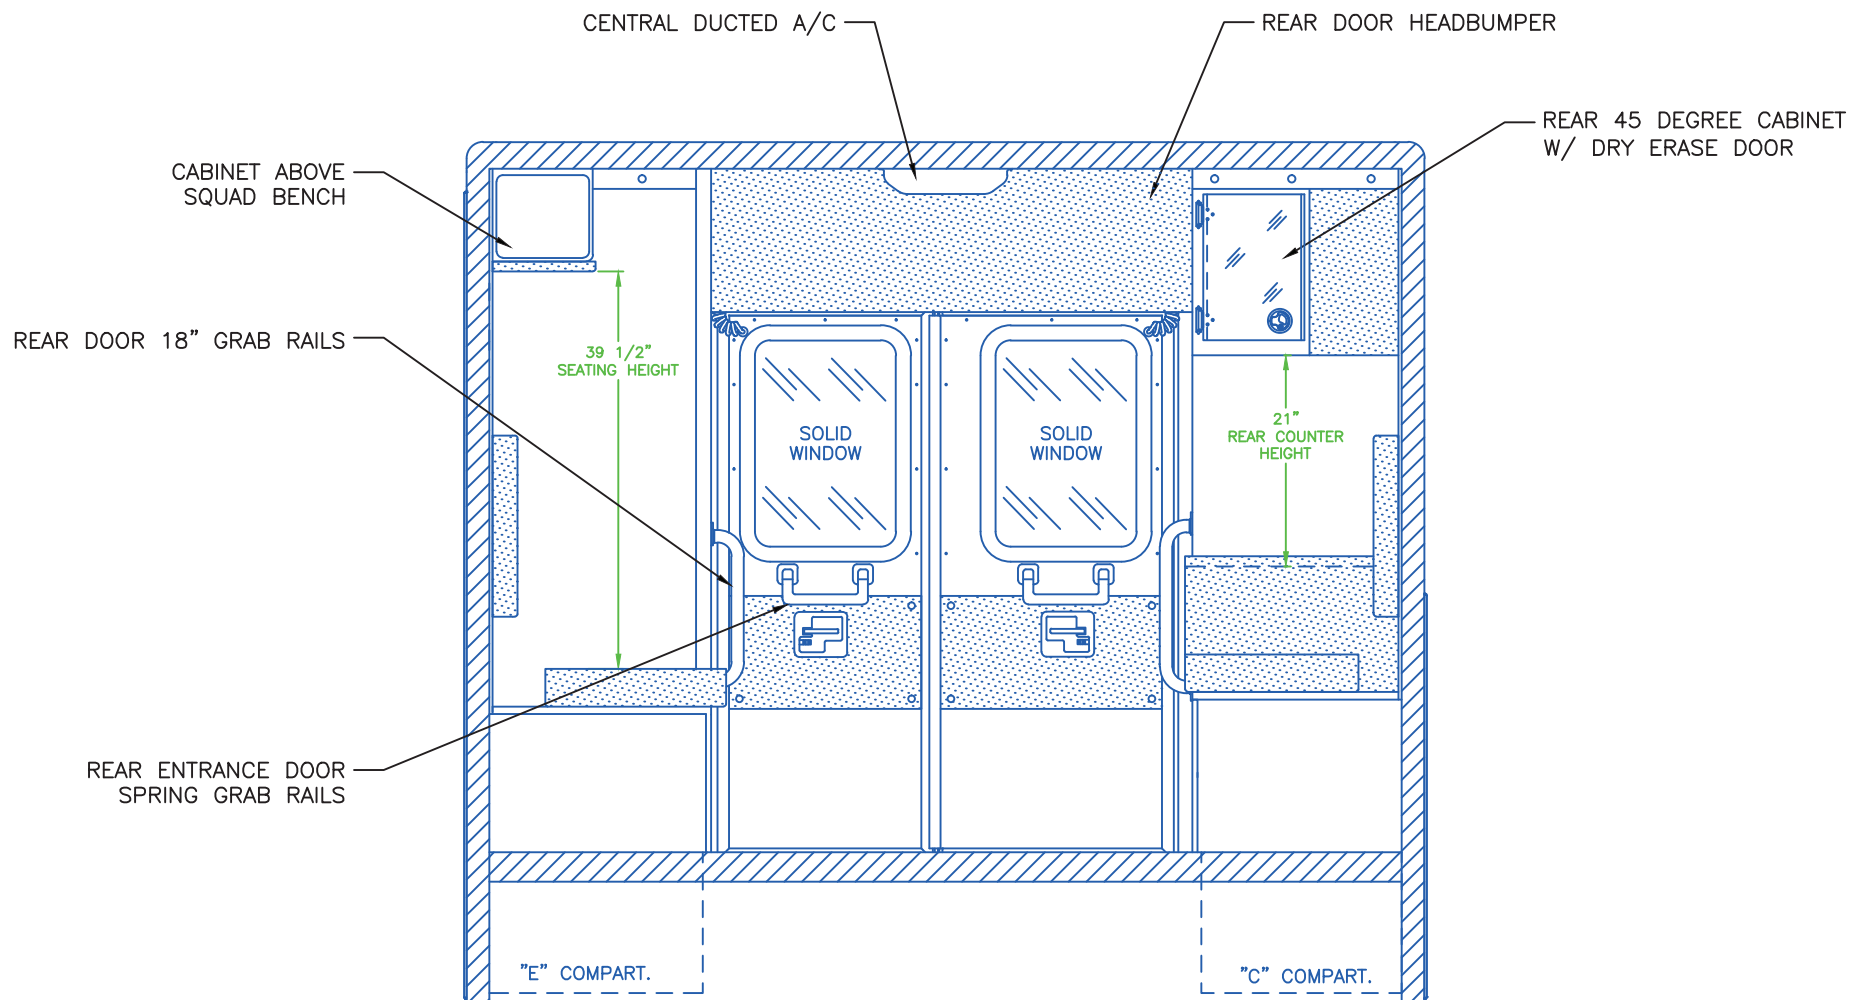 CENTRAL DUCTED A/C
REAR DOOR HEADBUMPER
REAR 45 DEGREE CABINET
W/ DRY ERASE DOOR
CABINET ABOVE
SQUAD BENCH
REAR DOOR 18" GRAB RAILS
39 1/2"
SEATING HEIGHT
SOLID
WINDOW
SOLID
WINDOW
21"
REAR COUNTER
HEIGHT
REAR ENTRANCE DOOR
SPRING GRAB RAILS
"E" COMPART.
"C" COMPART.